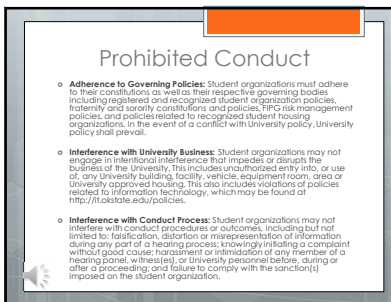 Prohibited Conduct
Adherence to Governing Policies: Student organizations must adhere
to their constitutions as well as their respective governing bodies
including registered and recognized student organization policies,
fraternity and sorority constitutions and policies, FIPG risk management
policies, and policies related to recognized student housing
organizations. In the event of a conflict with University policy, University
policy shall prevail.
Interference with University Business: Student organizations may not
engage in intentional interference that impedes or disrupts the
business of the University. This includes unauthorized entry into, or use
of, any University building, facility, vehicle, equipment room, area or
University approved housing. This also includes violations of policies
related to information technology, which may be found at
http://it.okstate.edu/policies.
Interference with Conduct Process: Student organizations may not
interfere with conduct procedures or outcomes, including but not
limited to: falsification, distortion or misrepresentation of information
during any part of a hearing process; knowingly initiating a complaint
without good cause; harassment or intimidation of any member of a
hearing panel, witness(es), or University personnel before, during or
after a proceeding; and failure to comply with the sanction(s)
imposed on the student organization.